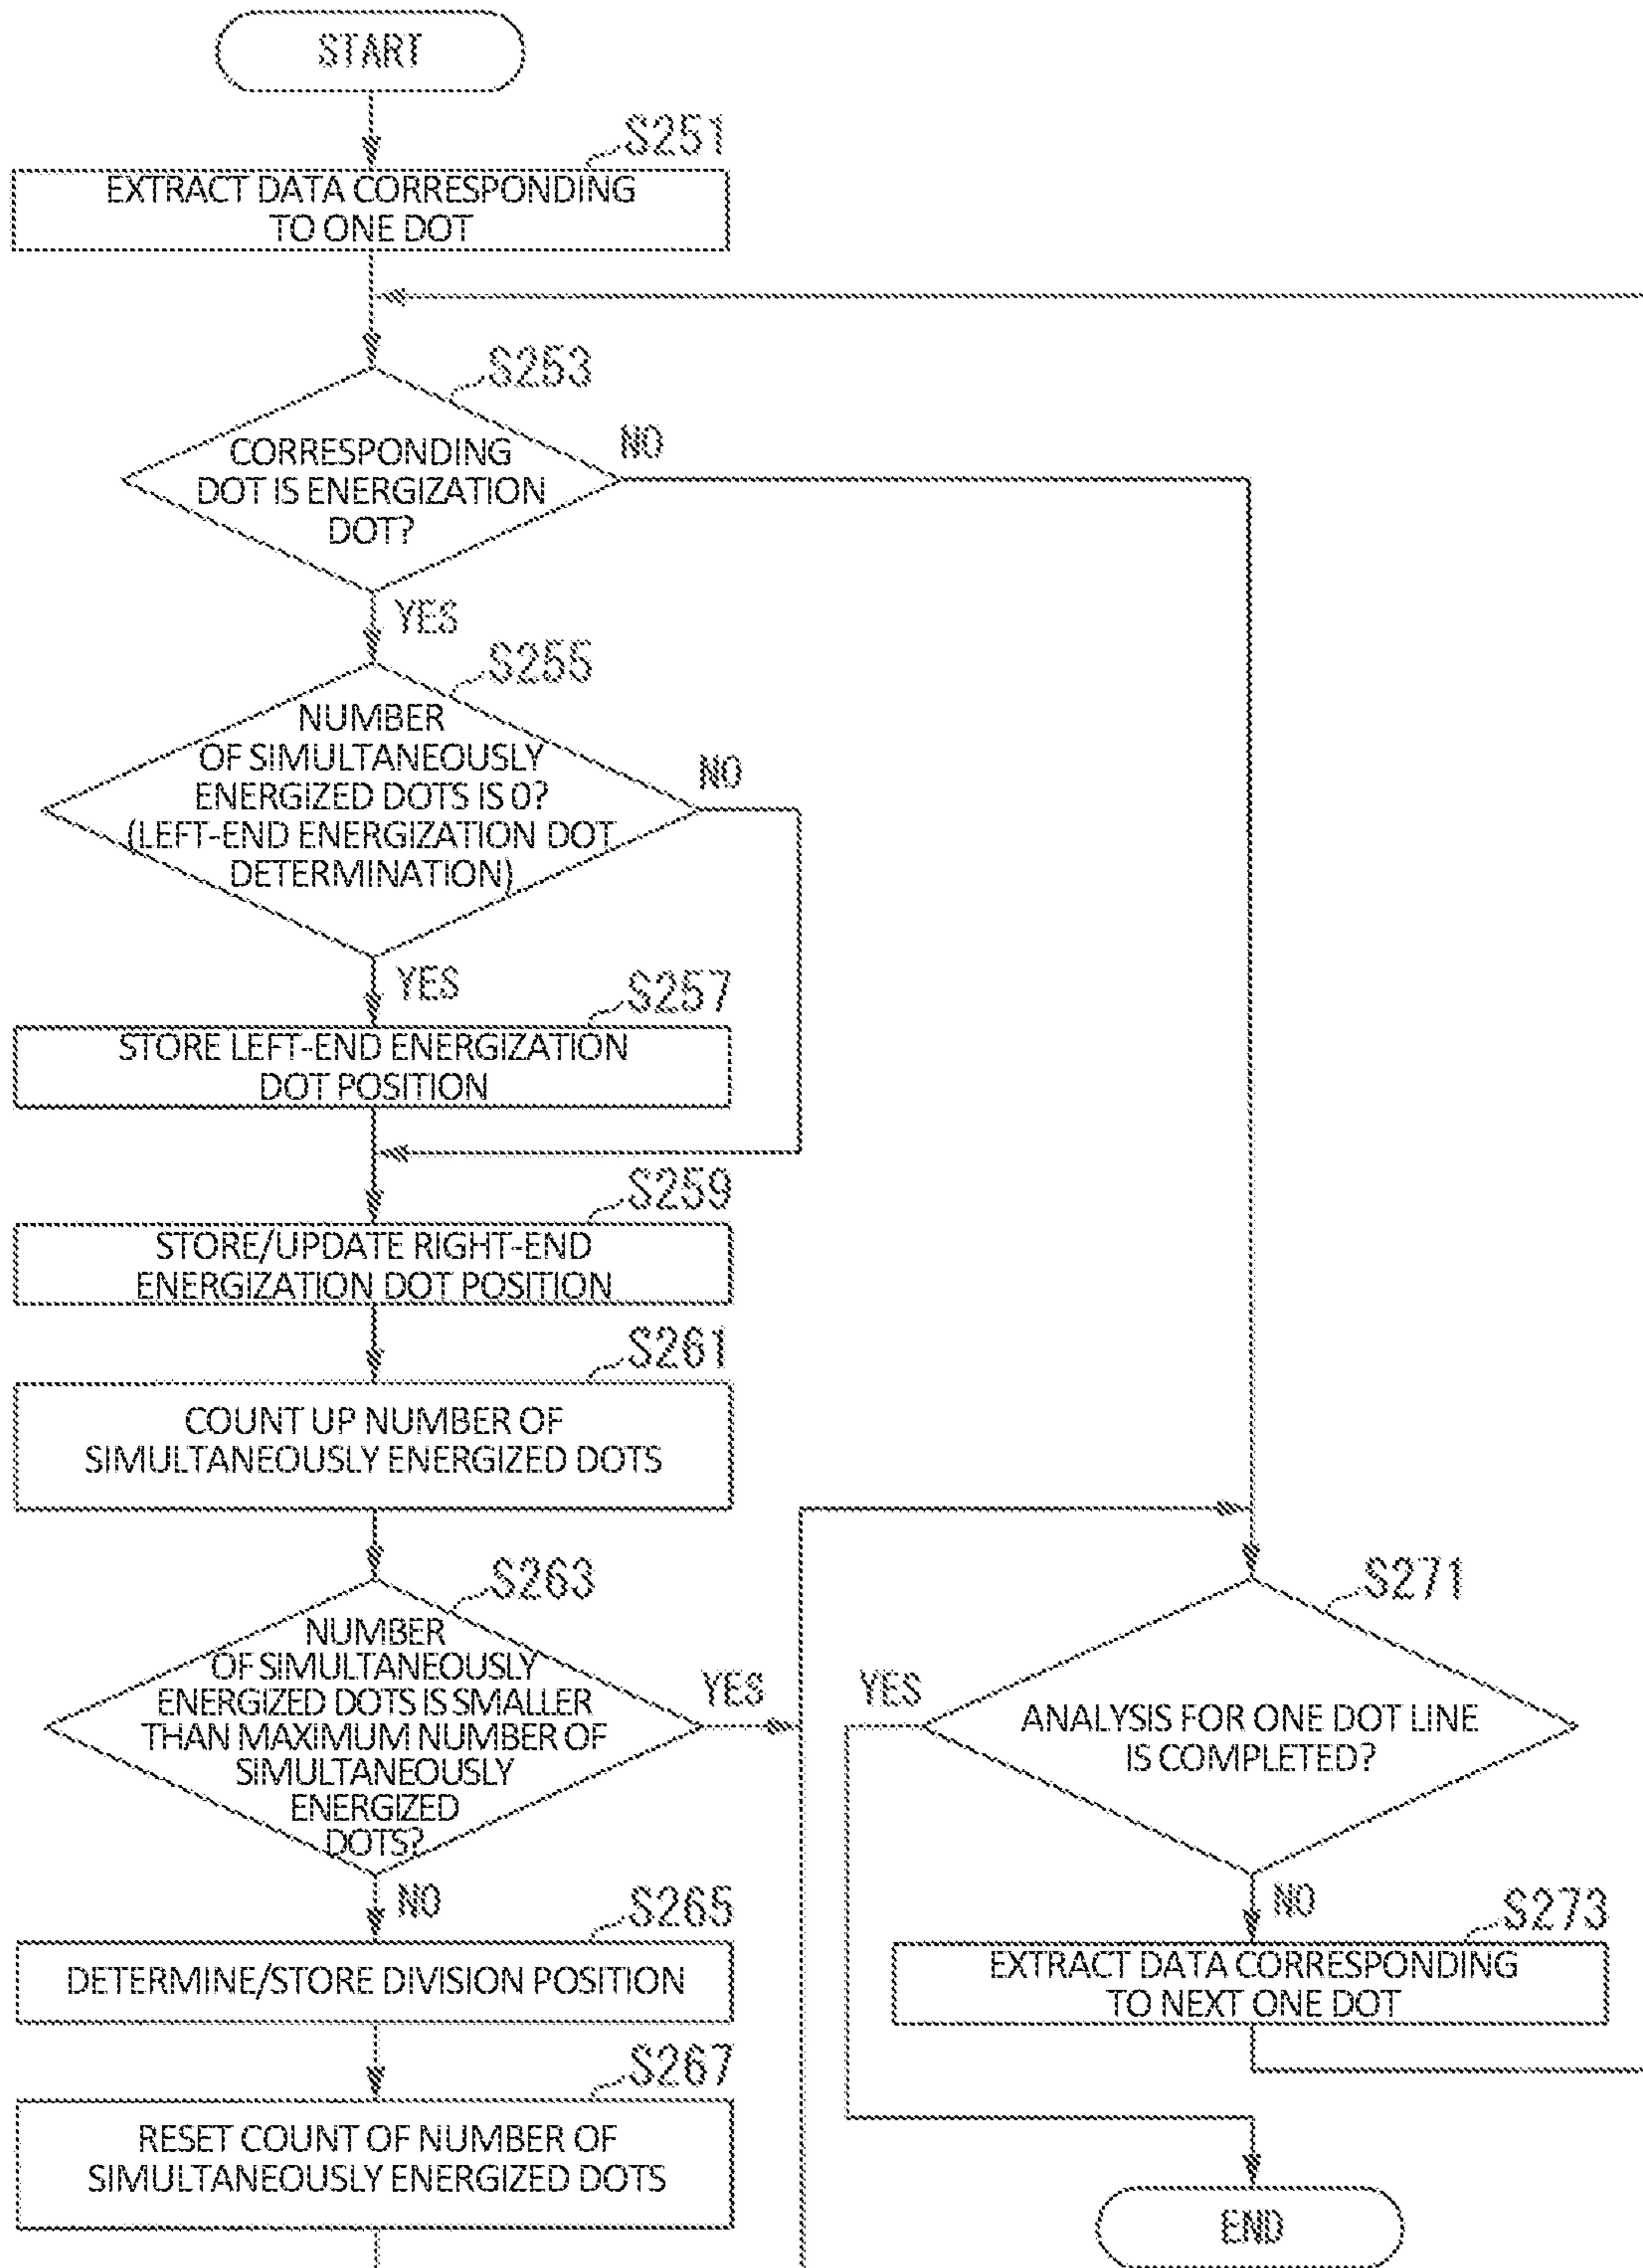 START
S251
EXTRACT DATA CORRESPONDING
TO ONE DOT
S253
CORRESPONDING
DOT IS ENERGIZATION
DOT?
NO
YES
S255
NUMBER
OF SIMULTANEOUSLY
ENERGIZED DOTS IS 0?
(LEFT-END ENERGIZATION DOT
DETERMINATION)
NO
YES
S257
STORE LEFT-END ENERGIZATION
DOT POSITION
S259
STORE/UPDATE RIGHT-END
ENERGIZATION DOT POSITION
S261
COUNT UP NUMBER OF
SIMULTANEOUSLY ENERGIZED DOTS
S263
NUMBER
OF SIMULTANEOUSLY
ENERGIZED DOTS IS SMALLER
THAN MAXIMUM NUMBER OF
SIMULTANEOUSLY
ENERGIZED
DOTS?
YES
NO
S265
DETERMINE/STORE DIVISION POSITION
S267
RESET COUNT OF NUMBER OF
SIMULTANEOUSLY ENERGIZED DOTS
S271
ANALYSIS FOR ONE DOT LINE
IS COMPLETED?
YES
NO
S273
EXTRACT DATA CORRESPONDING
TO NEXT ONE DOT
END